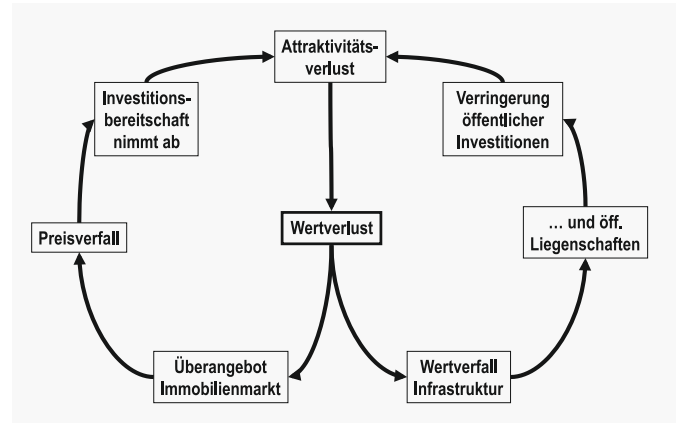 Attraktivitäts-
verlust
Investitions-
bereitschaft
nimmt ab
Verringerung
öffentlicher
Investitionen
Preisverfall
Wertverlust
... und öff.
Liegenschaften
Überangebot
Immobilienmarkt
Wertverfall
Infrastruktur